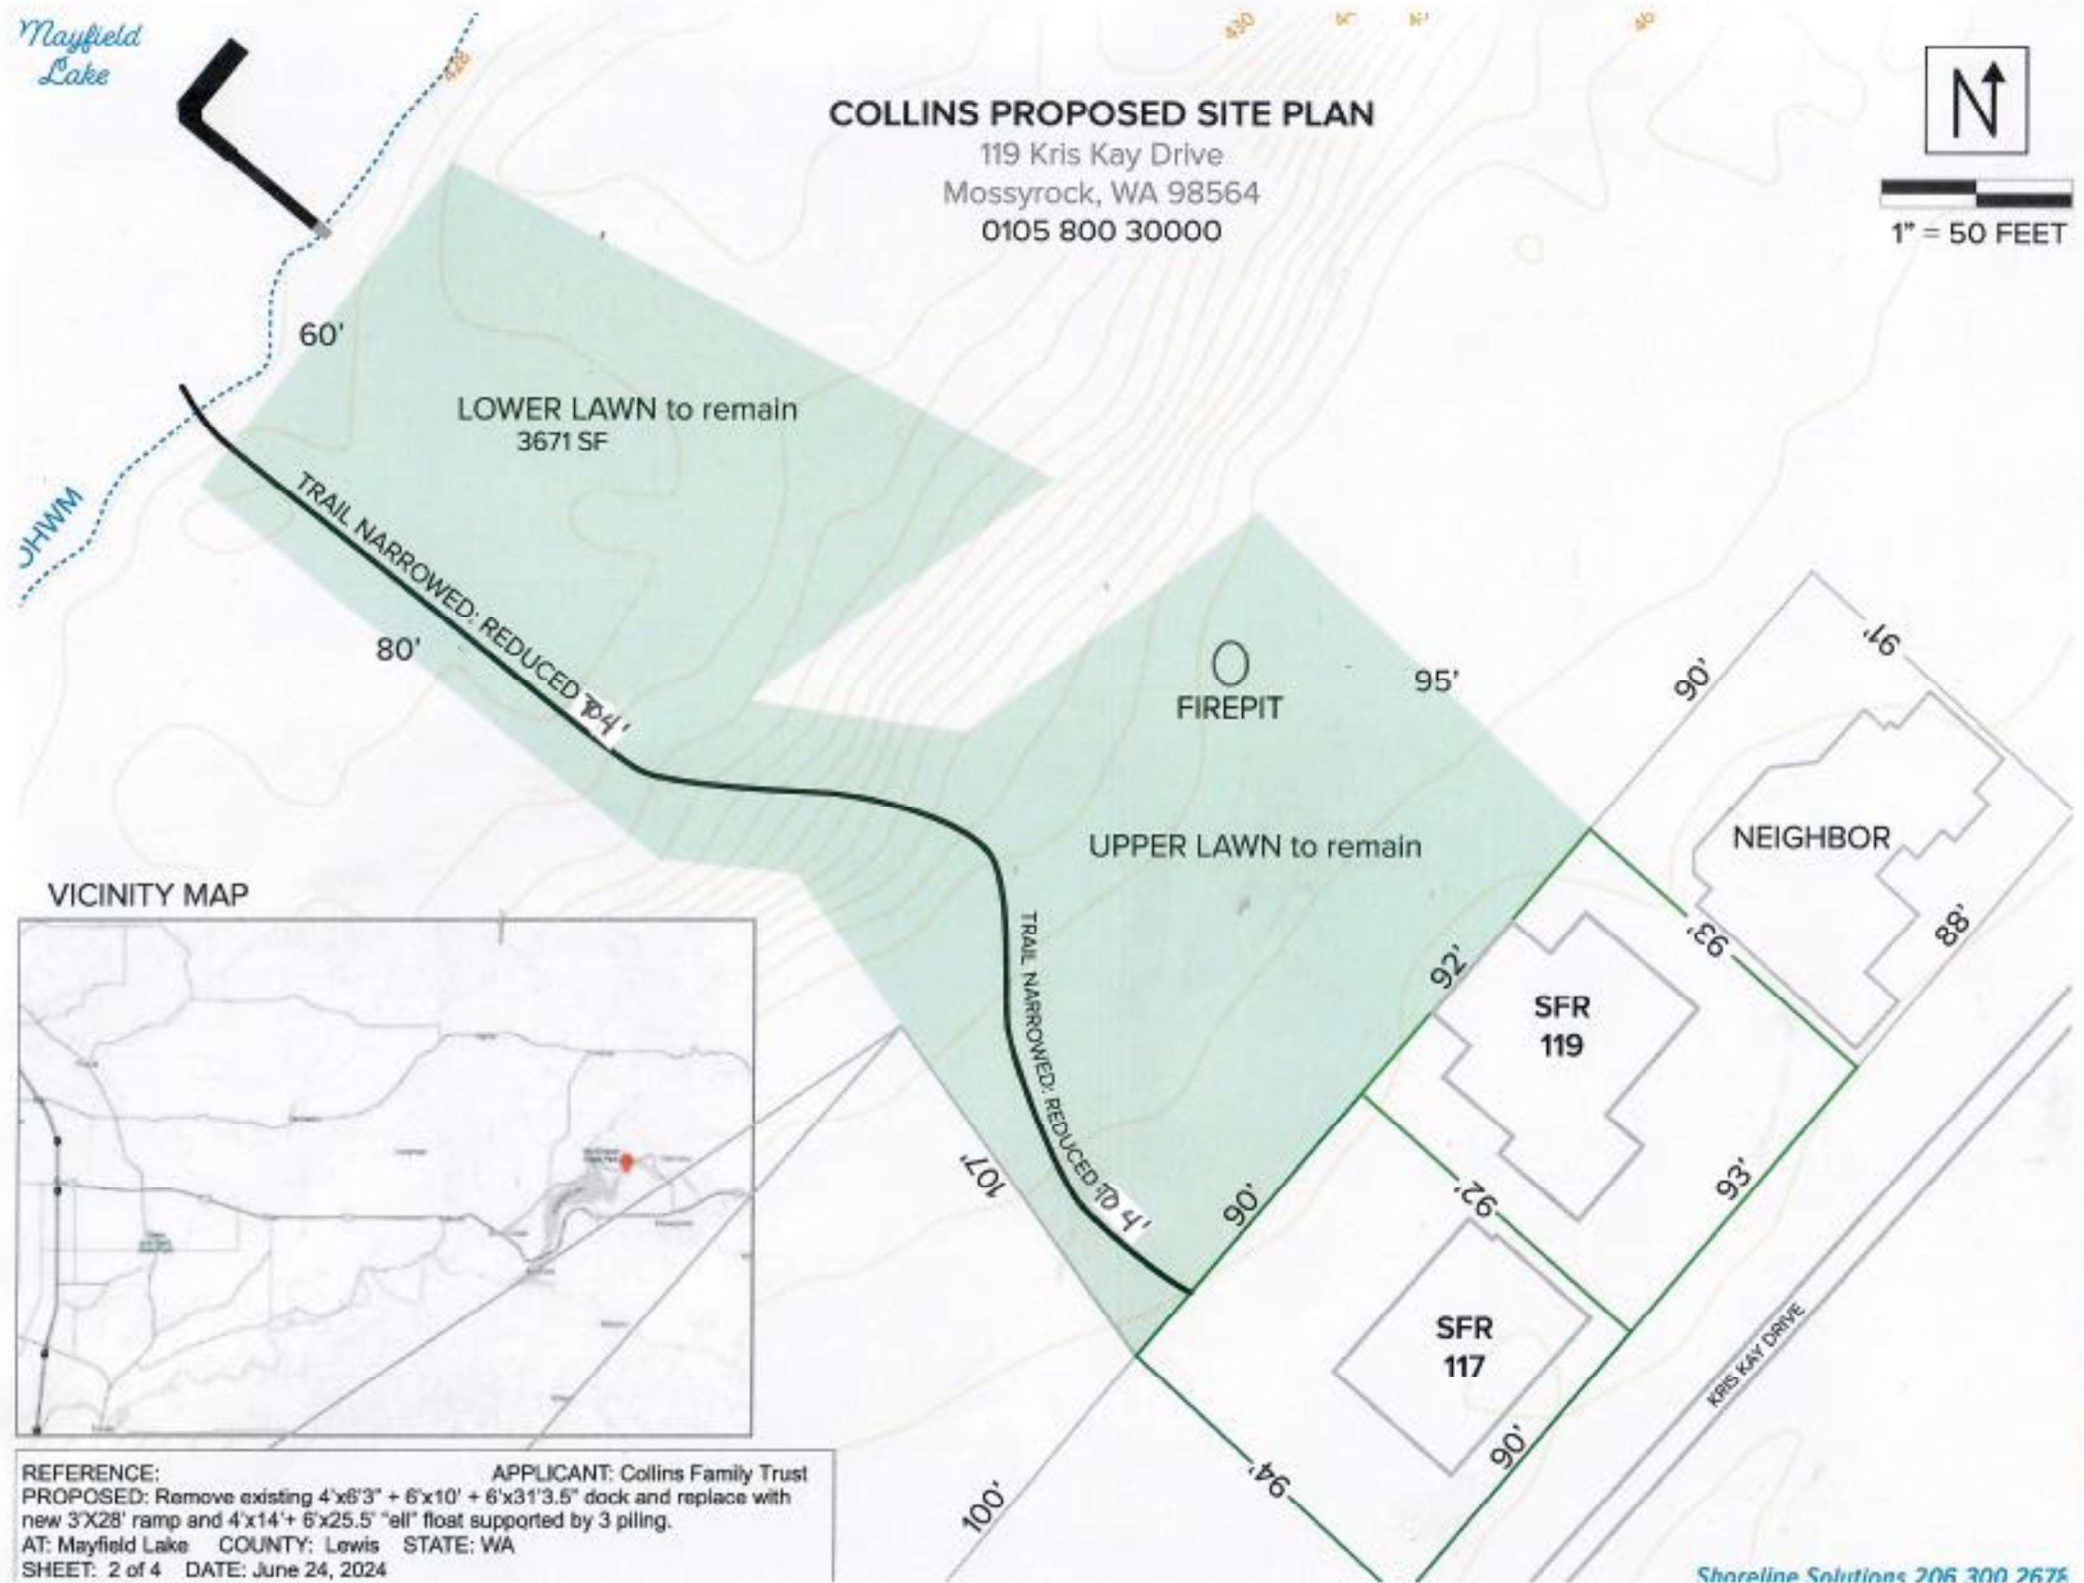 Mayfield
Lake
428
430
COLLINS PROPOSED SITE PLAN
119 Kris Kay Drive
Mossyrock, WA 98564
0105 800 30000
N
1" = 50 FEET
60'
LOWER LAWN to remain
3671 SF
OHWM
TRAIL NARROWED: REDUCED TO 4'
80'
FIREPIT
95'
90'
91'
UPPER LAWN to remain
NEIGHBOR
88'
93'
92'
SFR
119
TRAIL NARROWED: REDUCED TO 4'
107'
90'
92'
93'
SFR
117
90'
94'
100'
KRIS KAY DRIVE
VICINITY MAP
REFERENCE: APPLICANT: Collins Family Trust
PROPOSED: Remove existing 4'x6'3" + 6'x10' + 6'x31'3.5" dock and replace with
new 3'X28' ramp and 4'x14'+ 6'x25.5' "ell" float supported by 3 piling.
AT: Mayfield Lake COUNTY: Lewis STATE: WA
SHEET: 2 of 4 DATE: June 24, 2024
Shoreline Solutions 206 300 2678